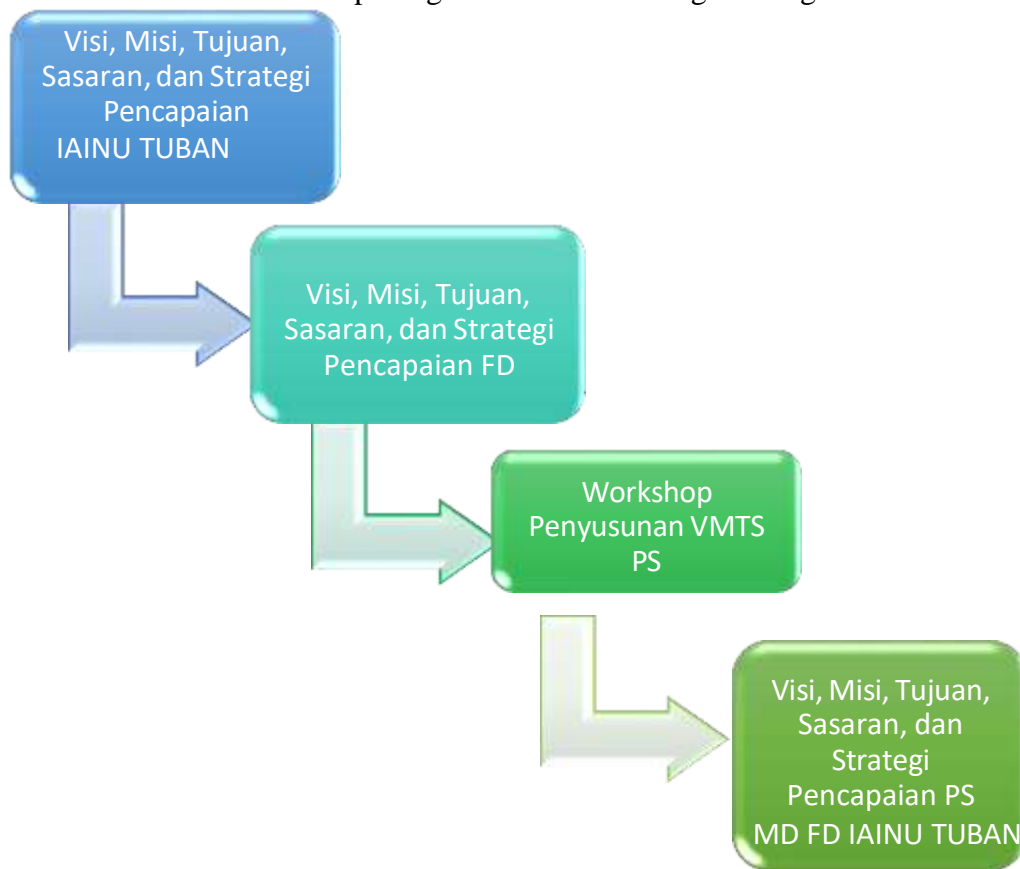 Visi, Misi, Tujuan,
Sasaran, dan Strategi
Pencapaian
IAINU TUBAN
Visi, Misi, Tujuan,
Sasaran, dan Strategi
Pencapaian FD
Workshop
Penyusunan VMTS
PS
Visi, Misi, Tujuan,
Sasaran, dan
Strategi
Pencapaian PS
MD FD IAINU TUBAN